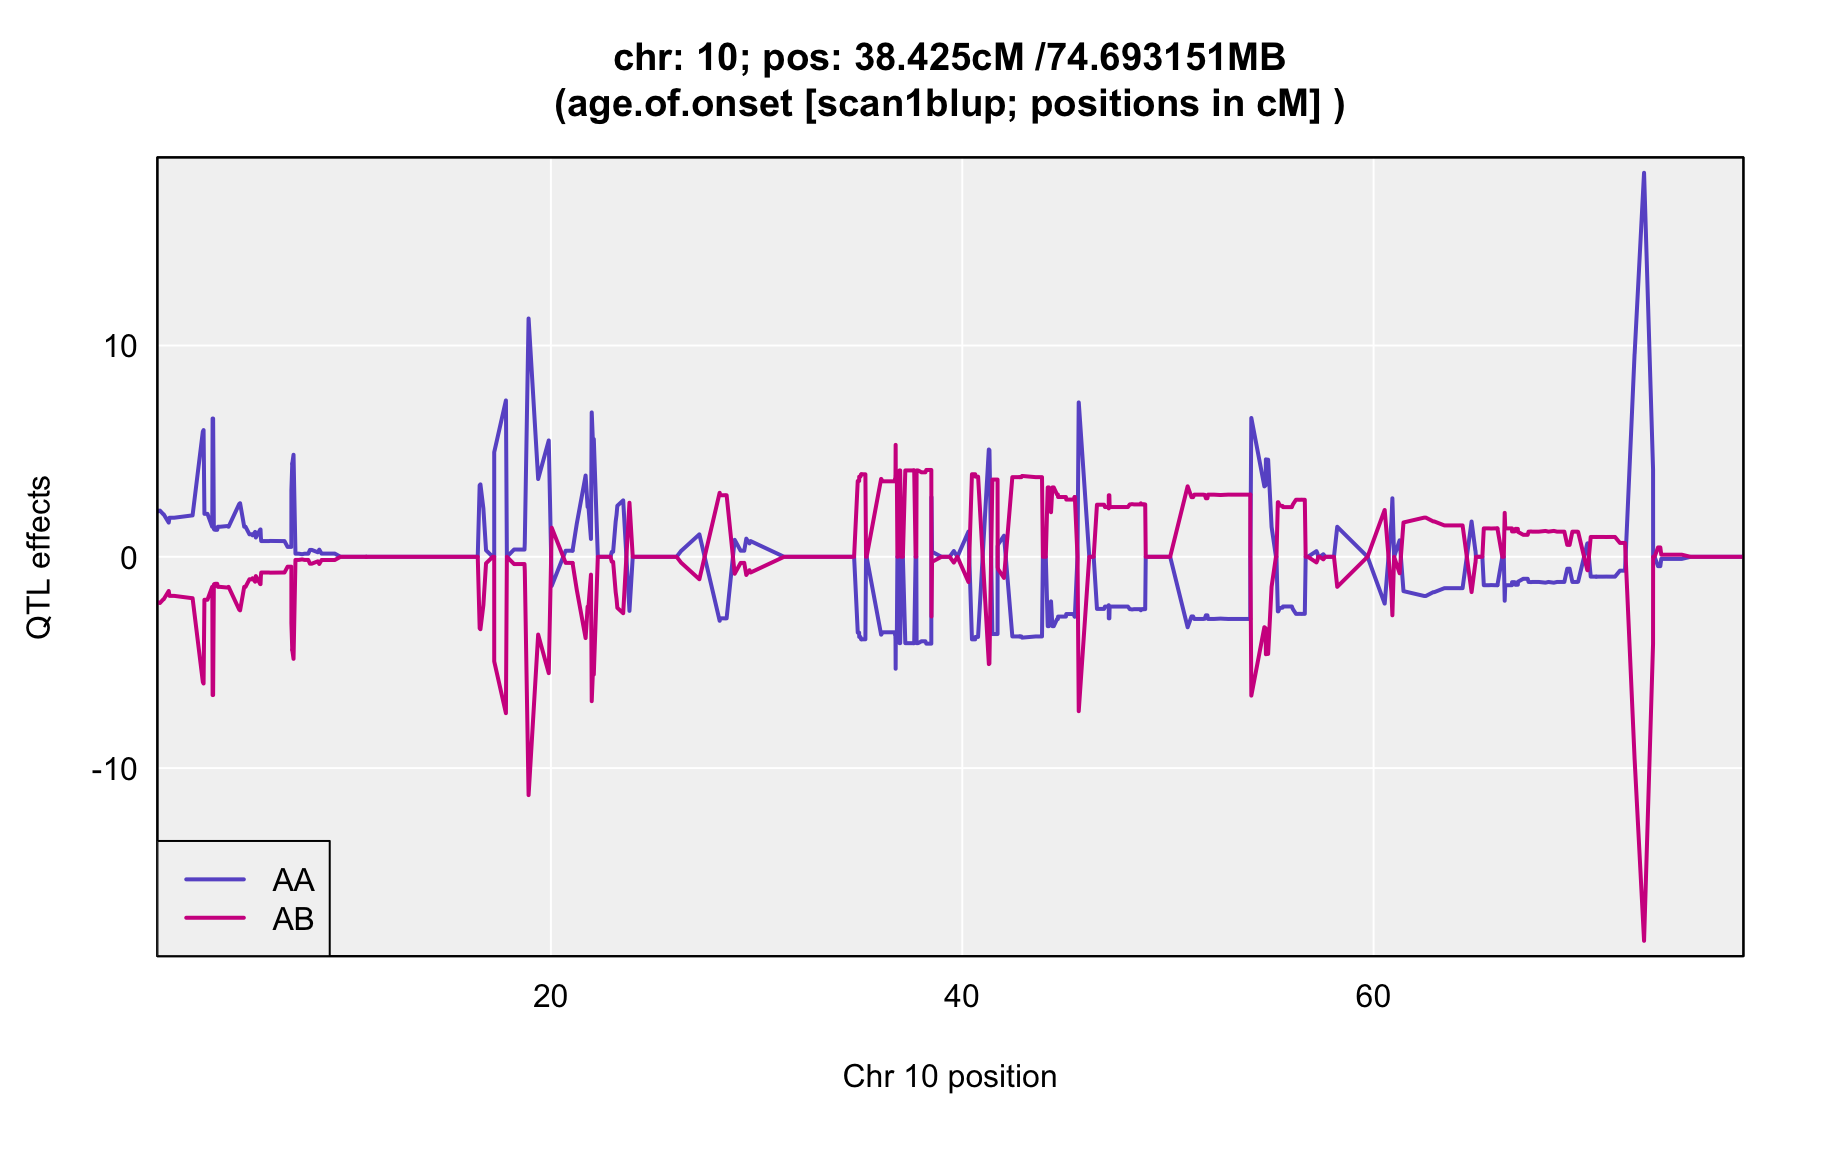 chr: 10; pos: 38.425cM /74.693151MB
(age.of.onset [scan1blup; positions in cM] )
QTL effects
10
0
-10
AA
AB
20
40
60
Chr 10 position